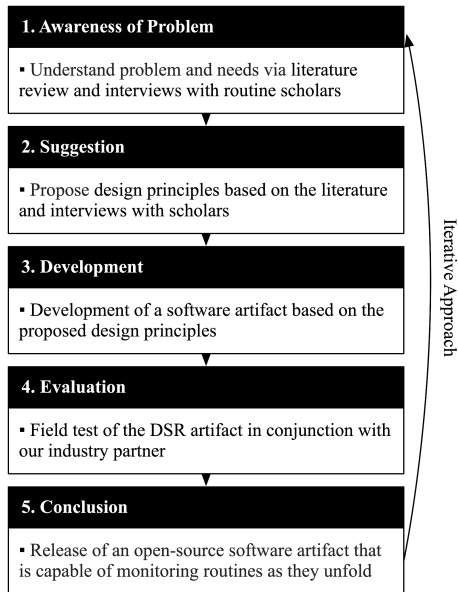 1. Awareness of Problem
▪ Understand problem and needs via literature
review and interviews with routine scholars
2. Suggestion
▪ Propose design principles based on the literature
and interviews with scholars
3. Development
▪ Development of a software artifact based on the
proposed design principles
4. Evaluation
▪ Field test of the DSR artifact in conjunction with
our industry partner
5. Conclusion
▪ Release of an open-source software artifact that
is capable of monitoring routines as they unfold
Iterative Approach